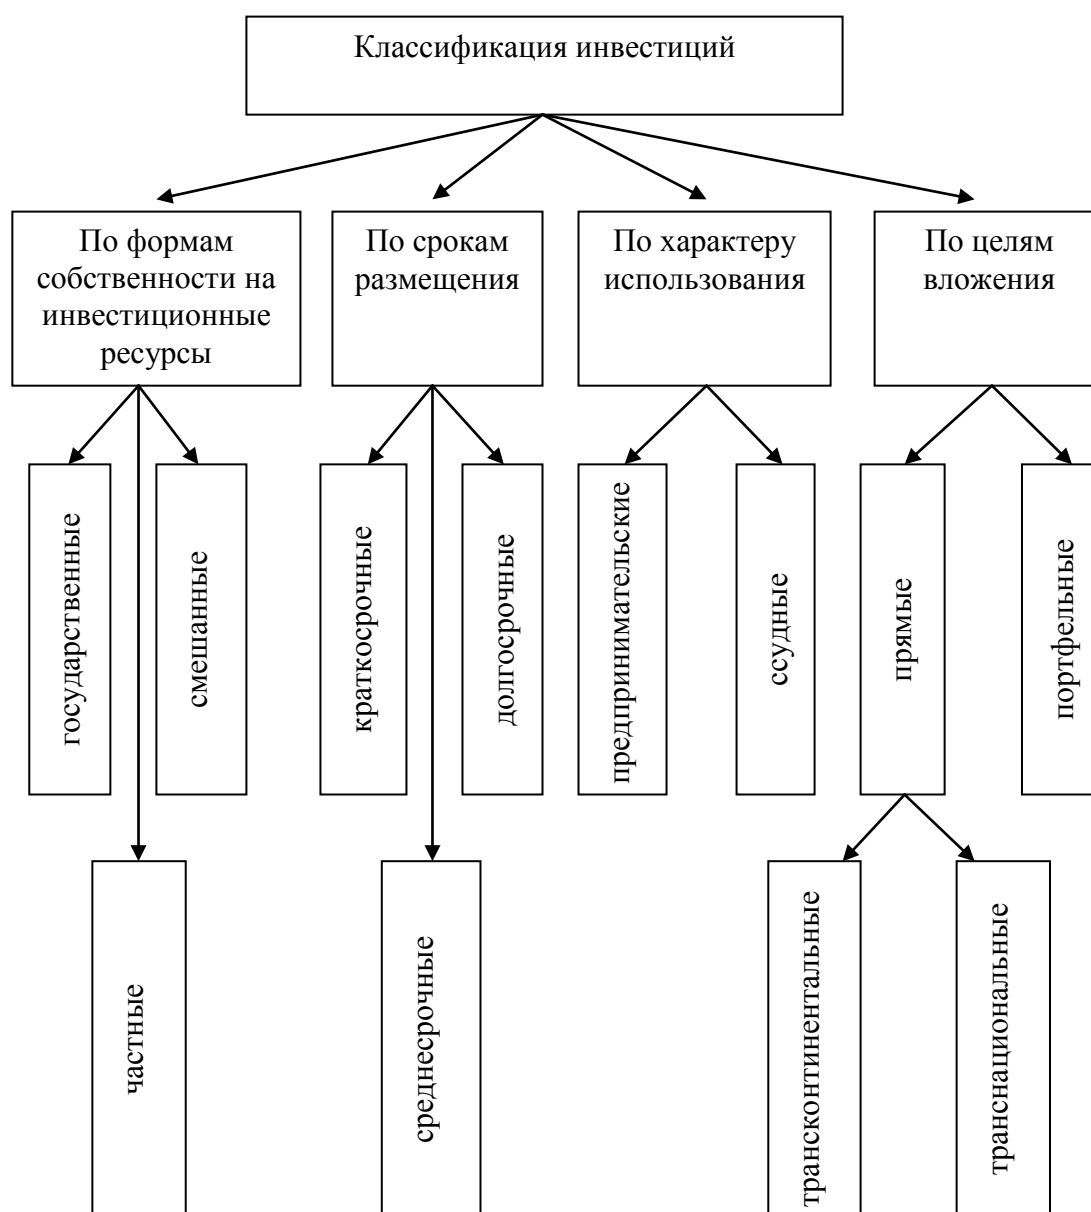 Классификация инвестиций
По формам
собственности на
инвестиционные
ресурсы
По срокам
размещения
По характеру
использования
По целям
вложения
государственные
смешанные
краткосрочные
долгосрочные
предпринимательские
ссудные
прямые
портфельные
частные
среднесрочные
трансконтинентальные
транснациональные